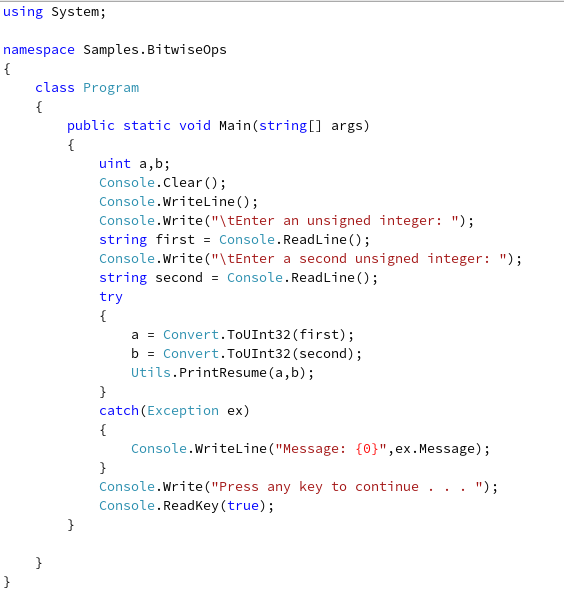 using System;

namespace Samples.BitwiseOps
{
    class Program
    {
        public static void Main(string[] args)
        {
            uint a,b;
            Console.Clear();
            Console.WriteLine();
            Console.Write("\tEnter an unsigned integer: ");
            string first = Console.ReadLine();
            Console.Write("\tEnter a second unsigned integer: ");
            string second = Console.ReadLine();
            try
            {
                a = Convert.ToUInt32(first);
                b = Convert.ToUInt32(second);
                Utils.PrintResume(a,b);
            }
            catch(Exception ex)
            {
                Console.WriteLine("Message: {0}",ex.Message);
            }
            Console.Write("Press any key to continue . . . ");
            Console.ReadKey(true);
        }

    }
}